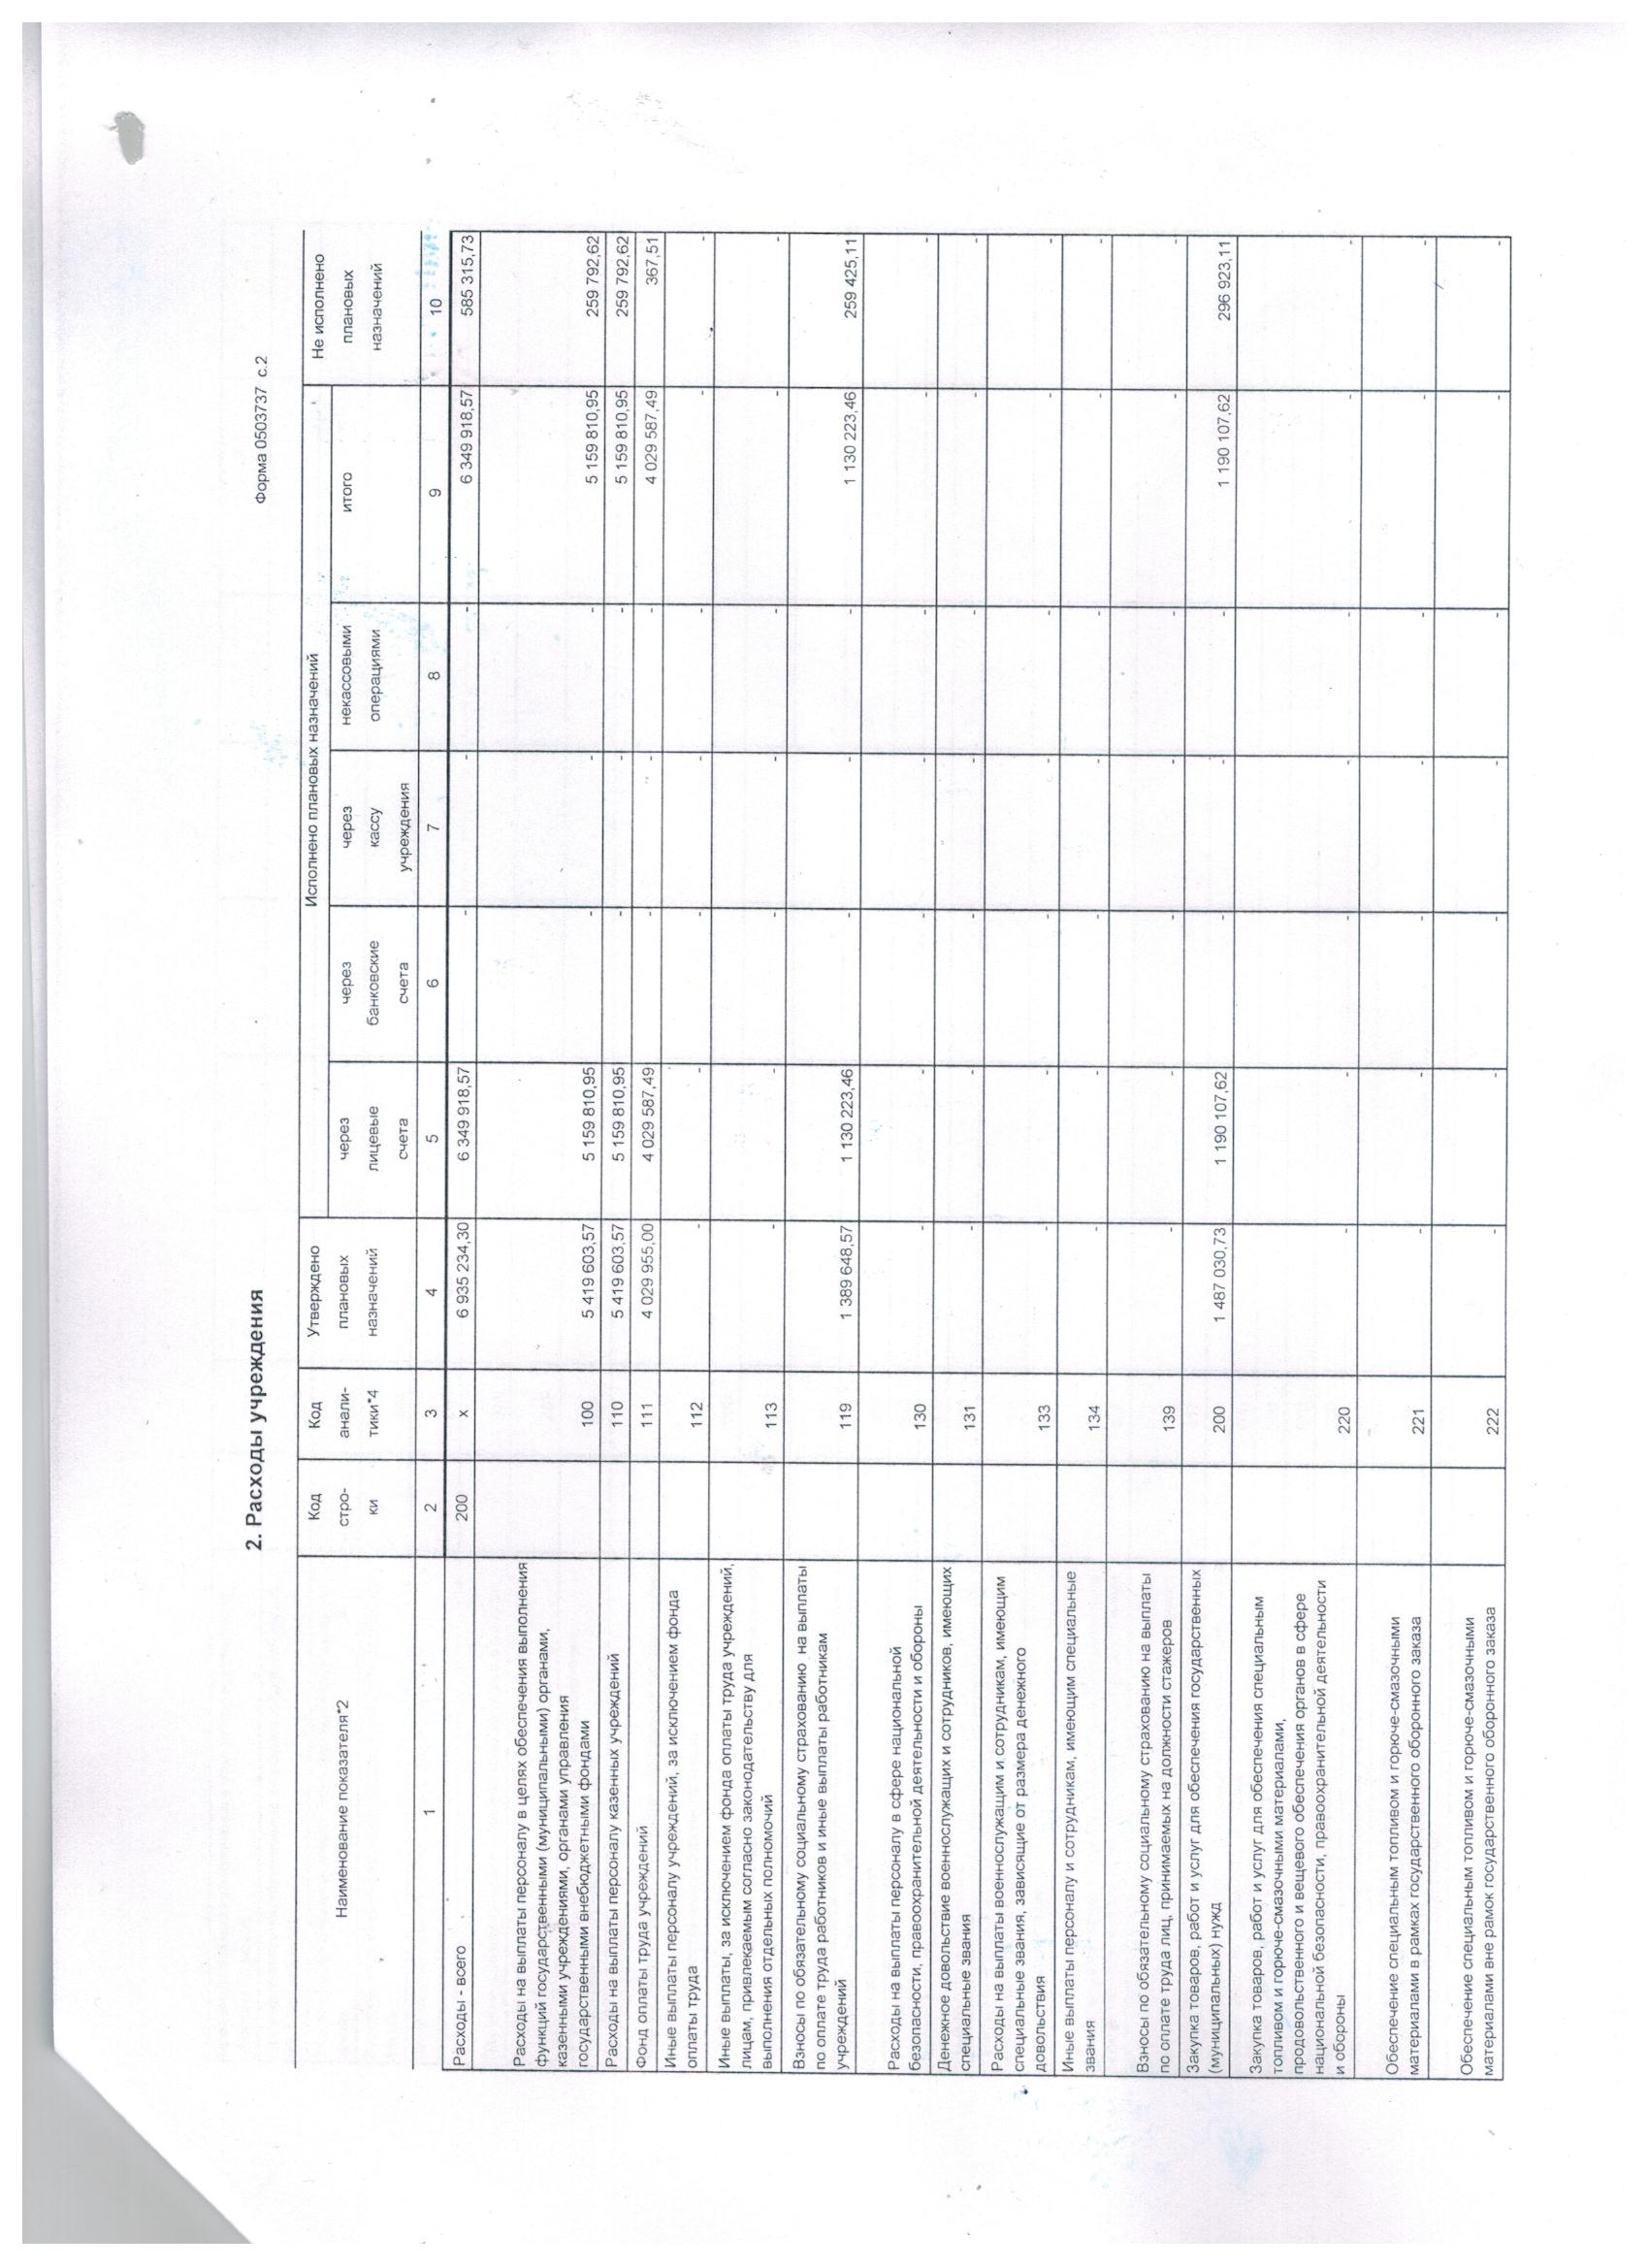 Форма 0503737 с.2
2. Расходы учреждения
Наименование показателя*2
Код
стро-
ки
Код
анали-
тики*4
Утверждено
плановых
назначений
Исполнено плановых назначений
через
лицевые
счета
через
банковские
счета
через
кассу
учреждения
некассовыми
операциями
итого
Не исполнено
плановых
назначений
1 2 3 4 5 6 7 8 9 10
Расходы - всего 200 x 6 935 234,30 6 349 918,57 - - - 6 349 918,57 585 315,73
Расходы на выплаты персоналу в целях обеспечения выполнения
функций государственными (муниципальными) органами,
казенными учреждениями, органами управления
государственными внебюджетными фондами 100 5 419 603,57 5 159 810,95 - - - 5 159 810,95 259 792,62
Расходы на выплаты персоналу казенных учреждений 110 5 419 603,57 5 159 810,95 - - - 5 159 810,95 259 792,62
Фонд оплаты труда учреждений 111 4 029 955,00 4 029 587,49 - - - 4 029 587,49 367,51
Иные выплаты персоналу учреждений, за исключением фонда
оплаты труда 112 - - - - - - -
Иные выплаты, за исключением фонда оплаты труда учреждений,
лицам, привлекаемым согласно законодательству для
выполнения отдельных полномочий 113 - - - - - - -
Взносы по обязательному социальному страхованию на выплаты
по оплате труда работников и иные выплаты работникам
учреждений 119 1 389 648,57 1 130 223,46 - - - 1 130 223,46 259 425,11
Расходы на выплаты персоналу в сфере национальной
безопасности, правоохранительной деятельности и обороны 130 - - - - - - -
Денежное довольствие военнослужащих и сотрудников, имеющих
специальные звания 131 - - - - - - -
Расходы на выплаты военнослужащим и сотрудникам, имеющим
специальные звания, зависящие от размера денежного
довольствия 133 - - - - - - -
Иные выплаты персоналу и сотрудникам, имеющим специальные
звания 134 - - - - - - -
Взносы по обязательному социальному страхованию на выплаты
по оплате труда лиц, принимаемых на должности стажеров 139 - - - - - - -
Закупка товаров, работ и услуг для обеспечения государственных
(муниципальных) нужд 200 1 487 030,73 1 190 107,62 - - - 1 190 107,62 296 923,11
Закупка товаров, работ и услуг для обеспечения специальным
топливом и горюче-смазочными материалами,
продовольственного и вещевого обеспечения органов в сфере
национальной безопасности, правоохранительной деятельности
и обороны 220 - - - - - - -
Обеспечение специальным топливом и горюче-смазочными
материалами в рамках государственного оборонного заказа 221 - - - - - - -
Обеспечение специальным топливом и горюче-смазочными
материалами вне рамок государственного оборонного заказа 222 - - - - - - -